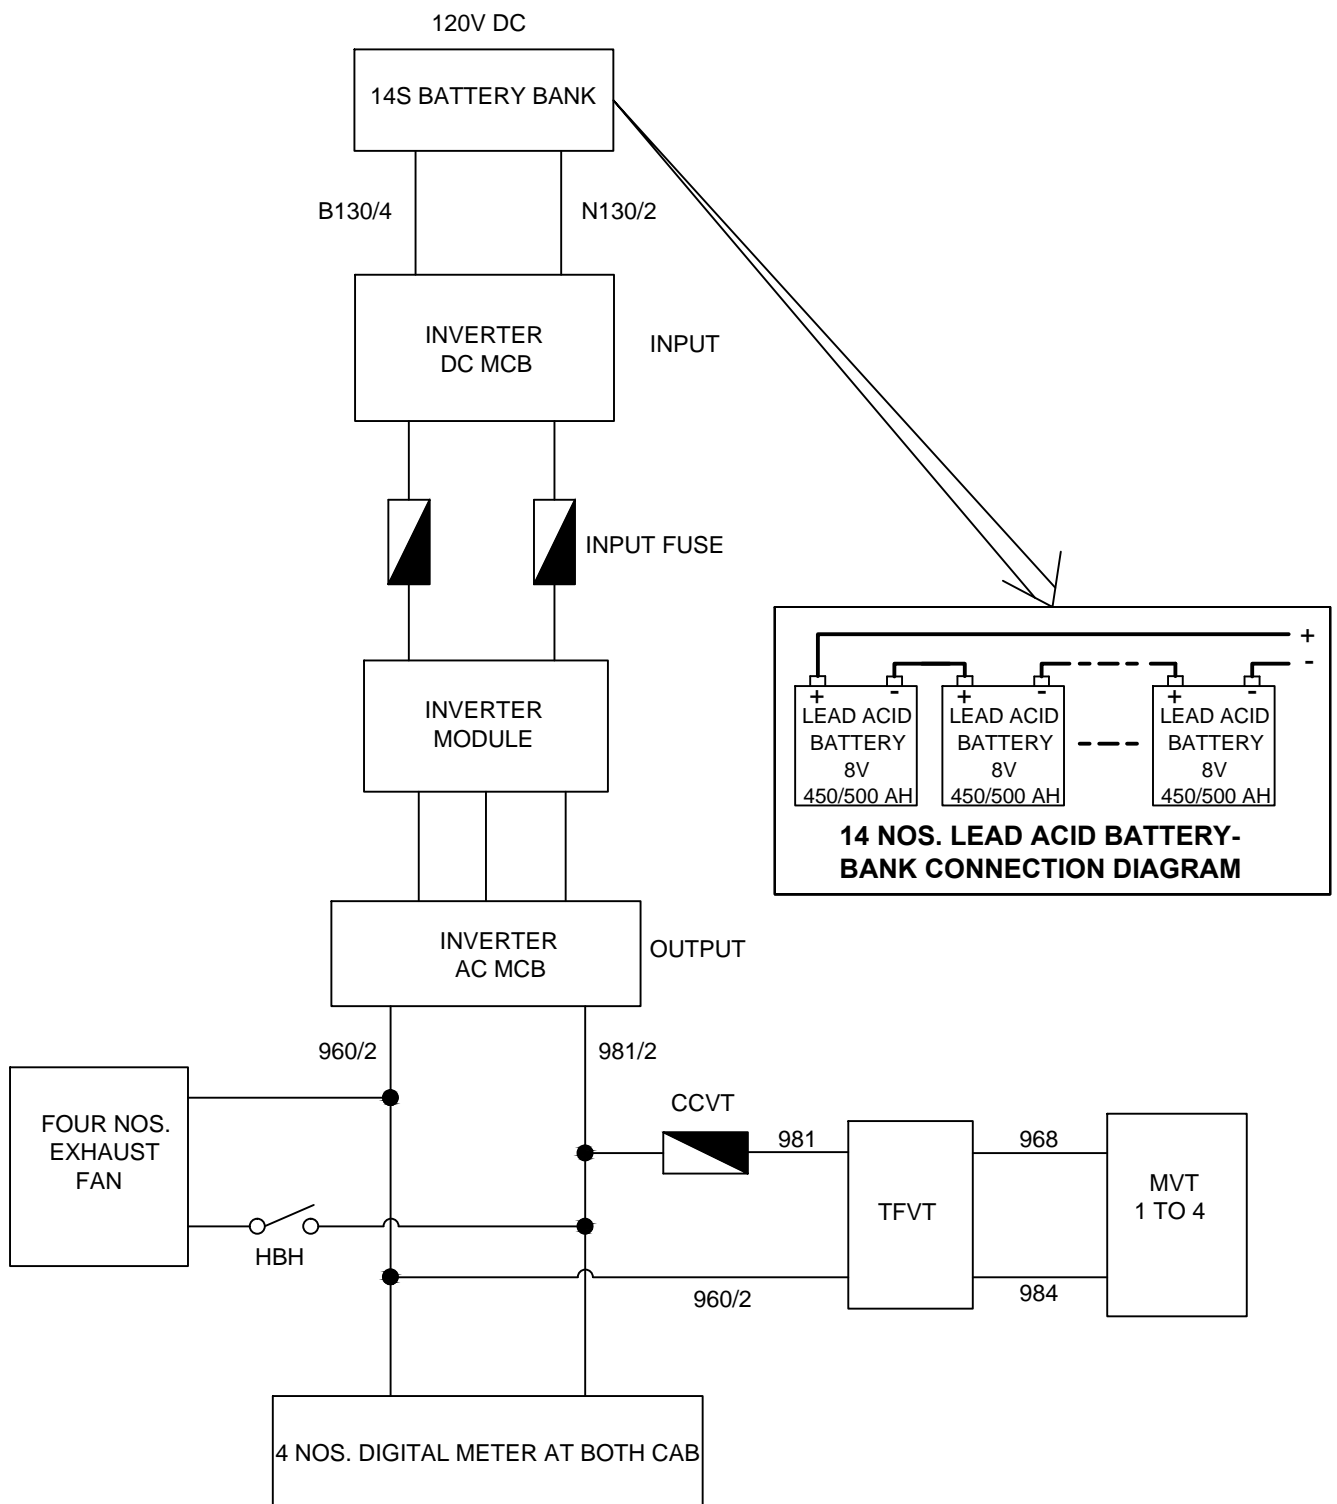 120V DC
14S BATTERY BANK
B130/4
N130/2
INVERTER
DC MCB
INPUT
INPUT FUSE
INVERTER
MODULE
+
-
+ -
+ -
+ -
LEAD ACID
BATTERY
8V
450/500 AH
LEAD ACID
BATTERY
8V
450/500 AH
LEAD ACID
BATTERY
8V
450/500 AH
14 NOS. LEAD ACID BATTERY-
BANK CONNECTION DIAGRAM
INVERTER
AC MCB
OUTPUT
960/2
981/2
FOUR NOS.
EXHAUST
FAN
HBH
CCVT
981
TFVT
968
MVT
1 TO 4
960/2
984
4 NOS. DIGITAL METER AT BOTH CAB